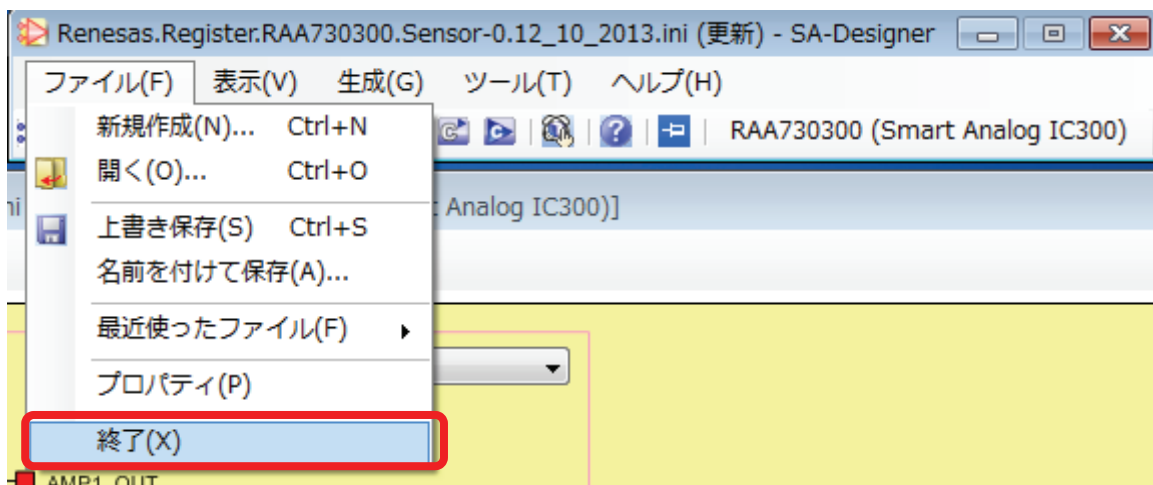 Renesas.Register.RAA730300.Sensor-0.12_10_2013.ini (更新) - SA-Designer
ファイル(F) 表示(V) 生成(G) ツール(T) ヘルプ(H)
RAA730300 (Smart Analog IC300)
新規作成(N)... Ctrl+N
開く(O)... Ctrl+O
Analog IC300)]
上書き保存(S) Ctrl+S
名前を付けて保存(A)...
最近使ったファイル(F)
プロパティ(P)
終了(X)
AMP1_OUT